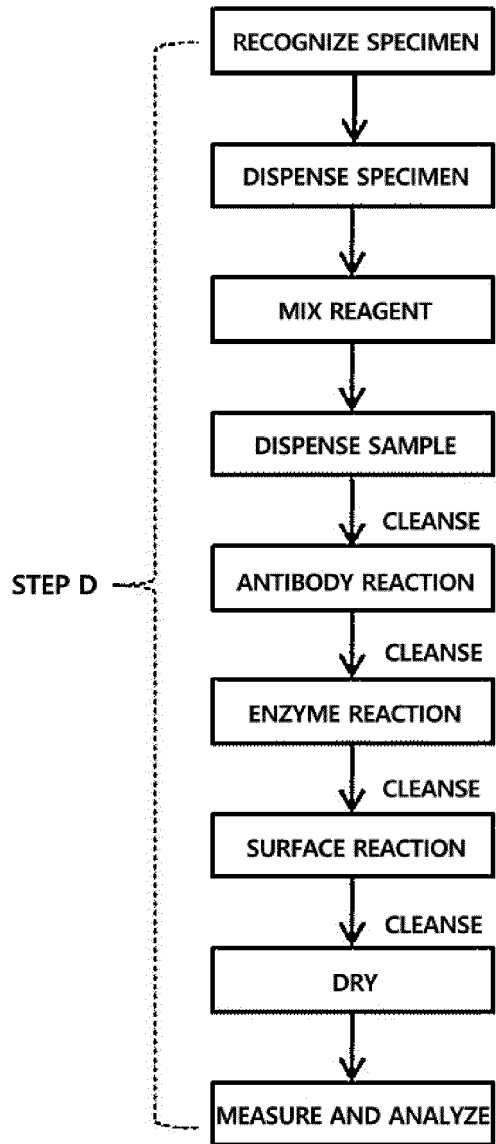 RECOGNIZE SPECIMEN
DISPENSE SPECIMEN
MIX REAGENT
DISPENSE SAMPLE
CLEANSE
STEP D
ANTIBODY REACTION
CLEANSE
ENZYME REACTION
CLEANSE
SURFACE REACTION
CLEANSE
DRY
MEASURE AND ANALYZE